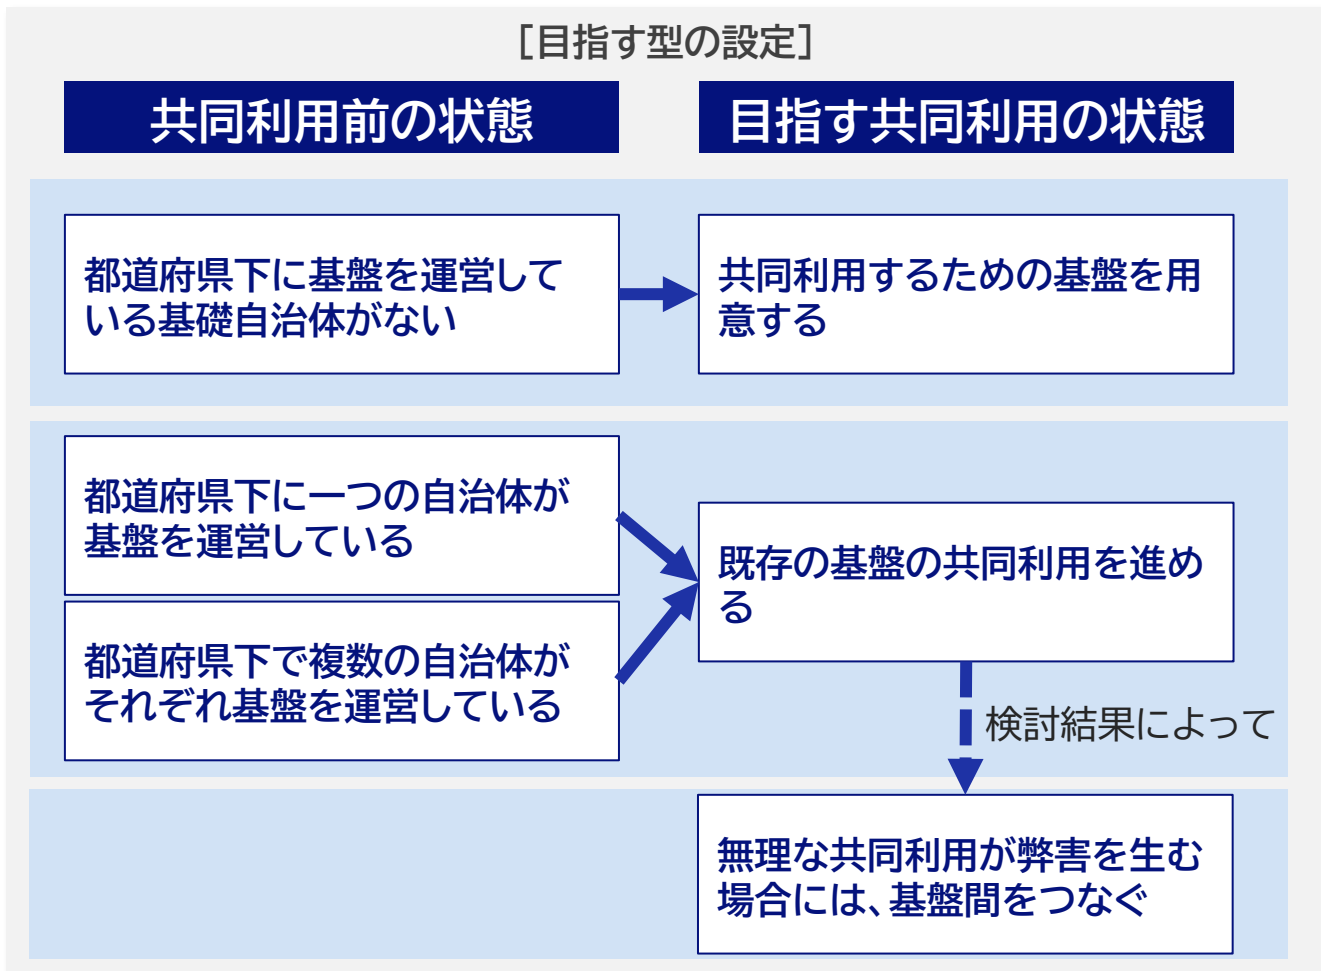 [目指す型の設定]
共同利用前の状態
目指す共同利用の状態
都道府県下に基盤を運営して
いる基礎自治体がない
共同利用するための基盤を用
意する
都道府県下に一つの自治体が
基盤を運営している
都道府県下で複数の自治体が
それぞれ基盤を運営している
既存の基盤の共同利用を進め
る
検討結果によって
無理な共同利用が弊害を生む
場合には、基盤間をつなぐ